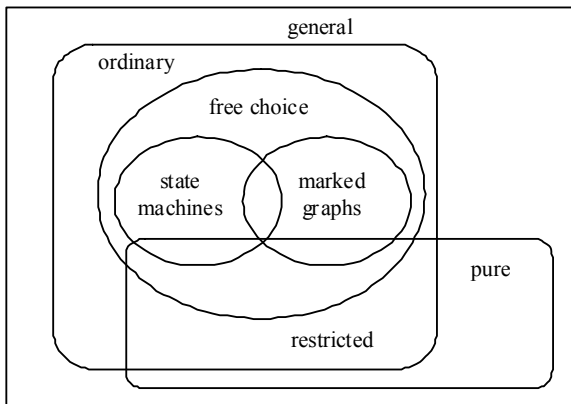 general
ordinary
free choice
state
machines
marked
graphs
pure
restricted